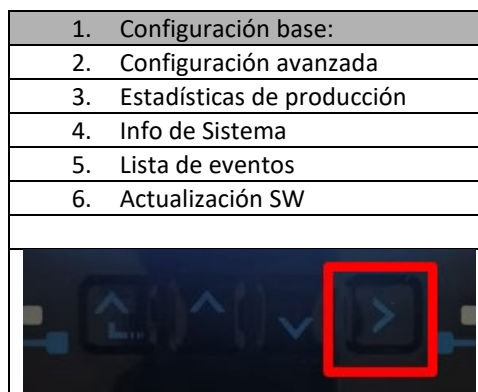 1. Configuración base:
2. Configuración avanzada
3. Estadísticas de producción
4. Info de Sistema
5. Lista de eventos
6. Actualización SW